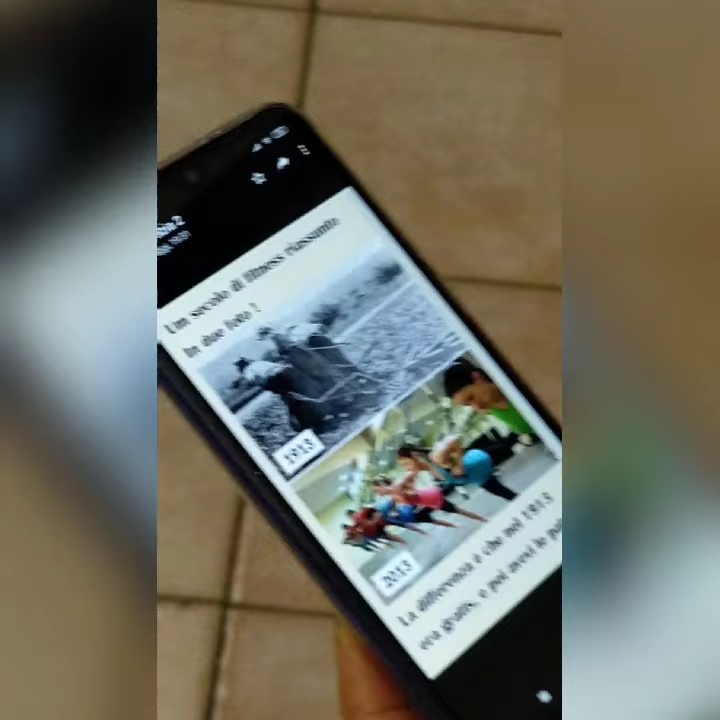 Un secolo di fitness riassunto
In due foto !
1913
2013
La differenza è che nel 1913
era gratis, e poi avevi le